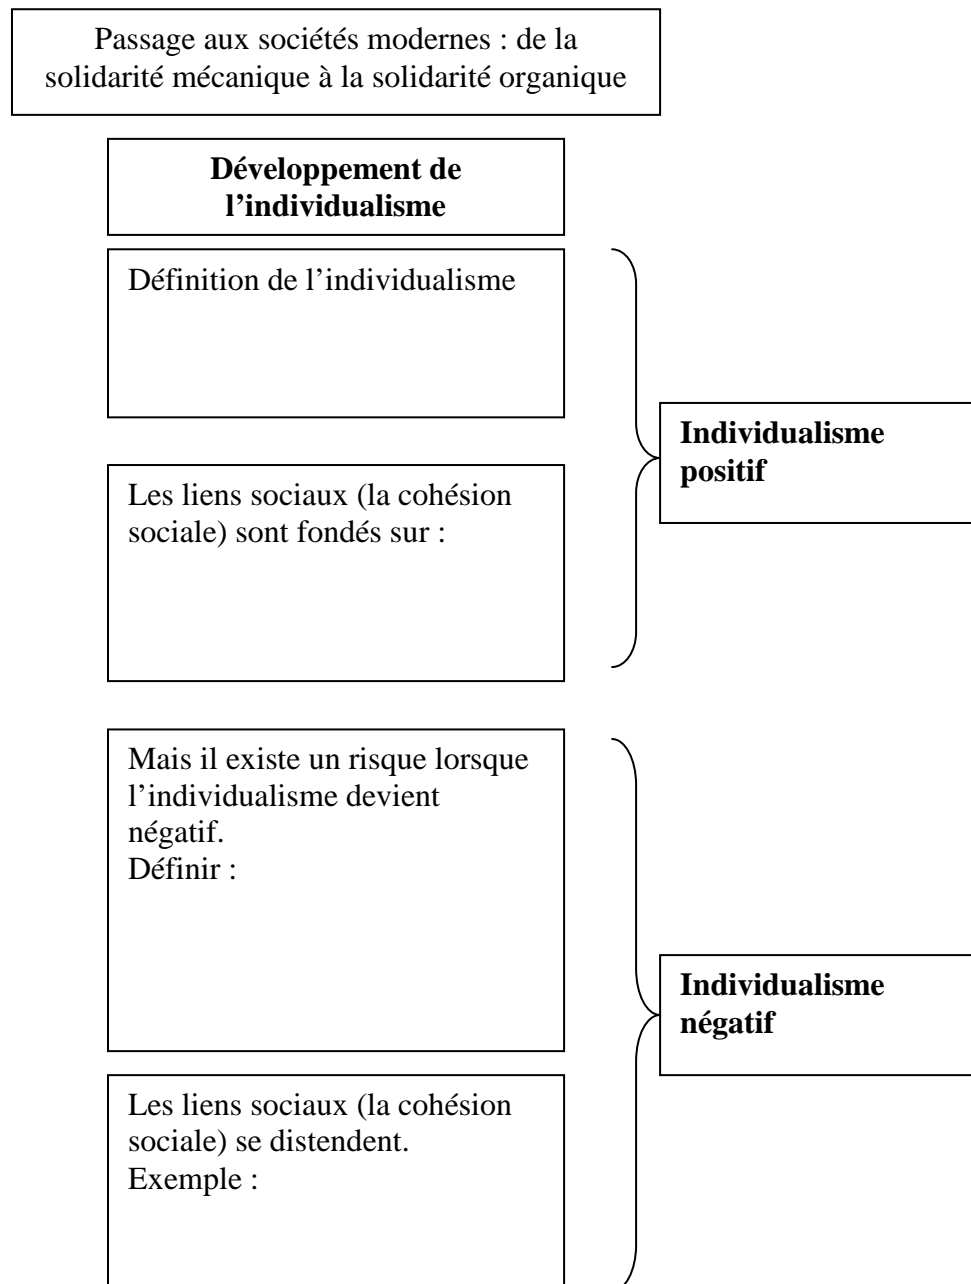 Passage aux sociétés modernes : de la
solidarité mécanique à la solidarité organique
Développement de
l’individualisme
Définition de l’individualisme
Individualisme
positif
Les liens sociaux (la cohésion
sociale) sont fondés sur :
Mais il existe un risque lorsque
l’individualisme devient
négatif.
Définir :
Individualisme
négatif
Les liens sociaux (la cohésion
sociale) se distendent.
Exemple :